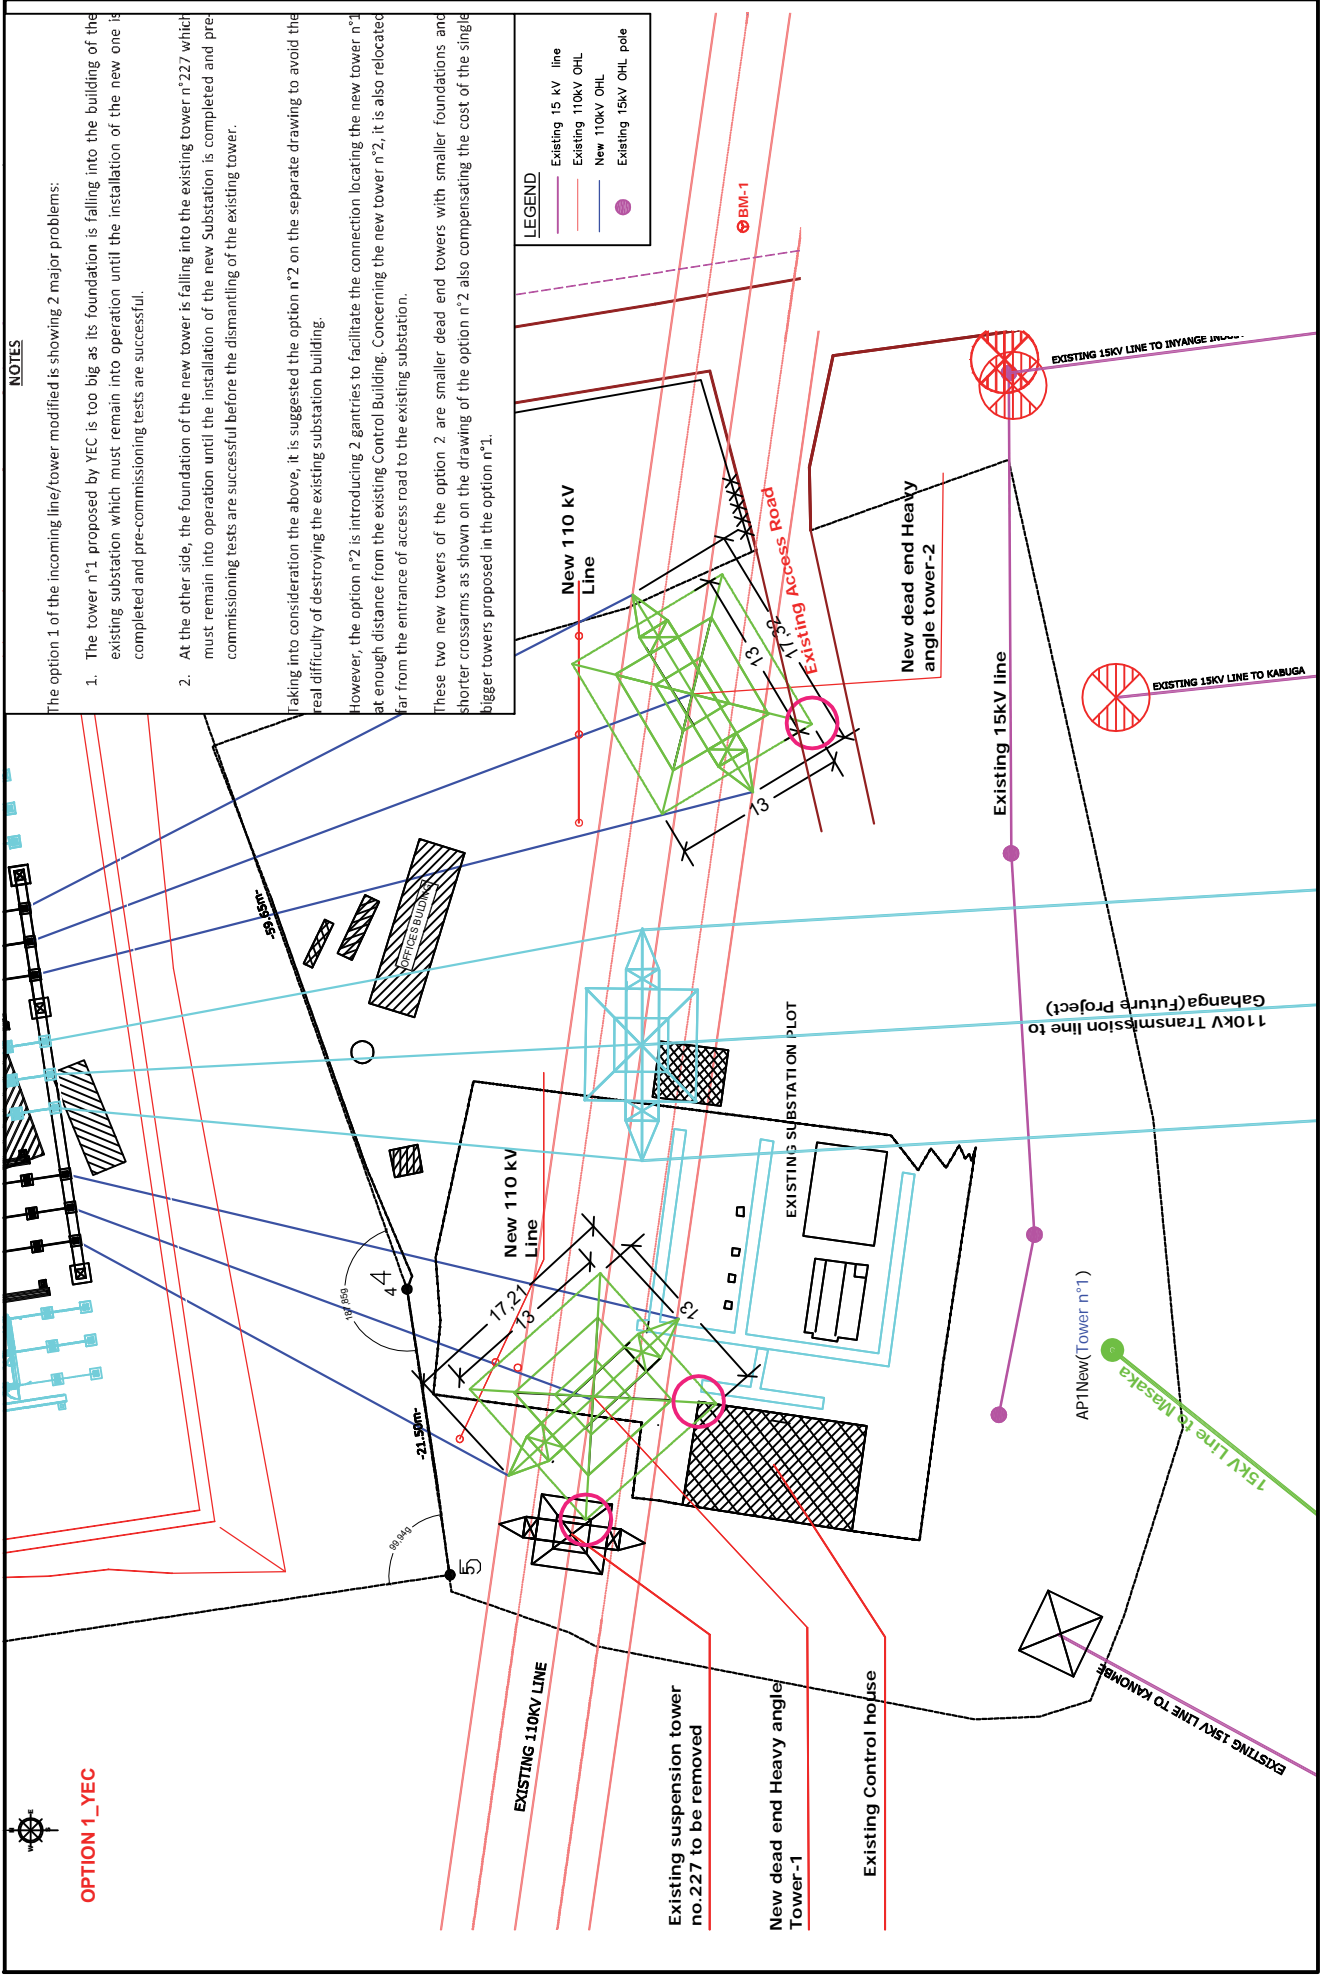 OPTION 1_YEC
N
W
E
S
NOTES
The option 1 of the incoming line/tower modified is showing 2 major problems:
1. The tower n°1 proposed by YEC is too big as its foundation is falling into the building of the
existing substation which must remain into operation until the installation of the new one is
completed and pre-commissioning tests are successful.
2. At the other side, the foundation of the new tower is falling into the existing tower n°227 which
must remain into operation until the installation of the new Substation is completed and pre-
commissioning tests are successful before the dismantling of the existing tower.
Taking into consideration the above, it is suggested the option n°2 on the separate drawing to avoid the
real difficulty of destroying the existing substation building.
However, the option n°2 is introducing 2 gantries to facilitate the connection locating the new tower n°1
at enough distance from the existing Control Building. Concerning the new tower n°2, it is also relocated
far from the entrance of access road to the existing substation.
These two new towers of the option 2 are smaller dead end towers with smaller foundations and
shorter crossarms as shown on the drawing of the option n°2 also compensating the cost of the single
bigger towers proposed in the option n°1.
LEGEND
Existing 15 kV line
Existing 110kV OHL
New 110kV OHL
Existing 15kV OHL pole
BM-1
-59.65m-
OFFICES BULDING
187,85g
4
-21.50m-
99,94g
5
New 110 kV
Line
17,21
13
13
New 110 kV
Line
13
17,32
13
Existing Access Road
New dead end Heavy
angle tower-2
EXISTING 15KV LINE TO INYANGE
EXISTING 15KV LINE TO KABUGA
Existing 15kV line
110kV Transmission line to
Gahanga(Future Project)
EXISTING SUBSTATION PLOT
AP1New(Tower n°1)
15kV Line to Masaka
EXISTING 15KV LINE TO KANOMBE
EXISTING 110KV LINE
Existing suspension tower
no.227 to be removed
New dead end Heavy angle
Tower-1
Existing Control house